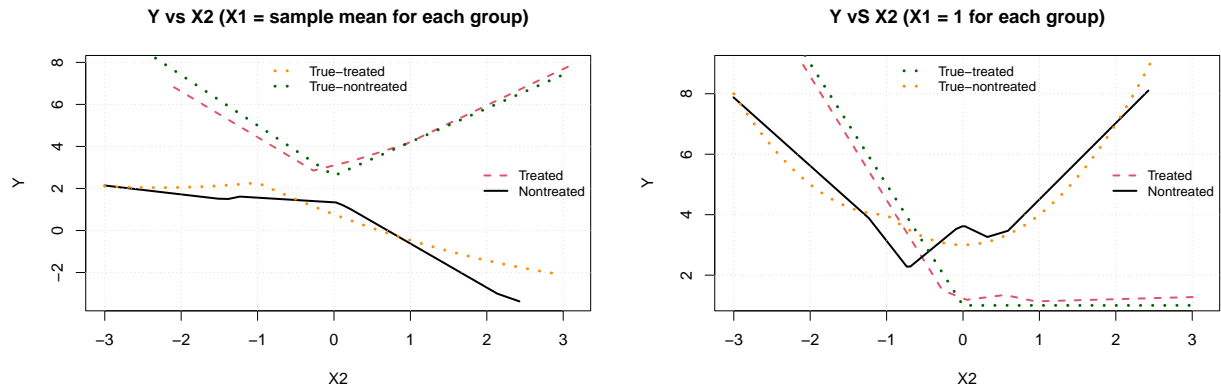 Y vs X2 (X1 = sample mean for each group)
True−treated
True−nontreated
Treated
Nontreated
8
6
4
2
0
−2
Y
−3 −2 −1 0 1 2 3
X2
Y vS X2 (X1 = 1 for each group)
True−treated
True−nontreated
Treated
Nontreated
8
6
4
2
Y
−3 −2 −1 0 1 2 3
X2